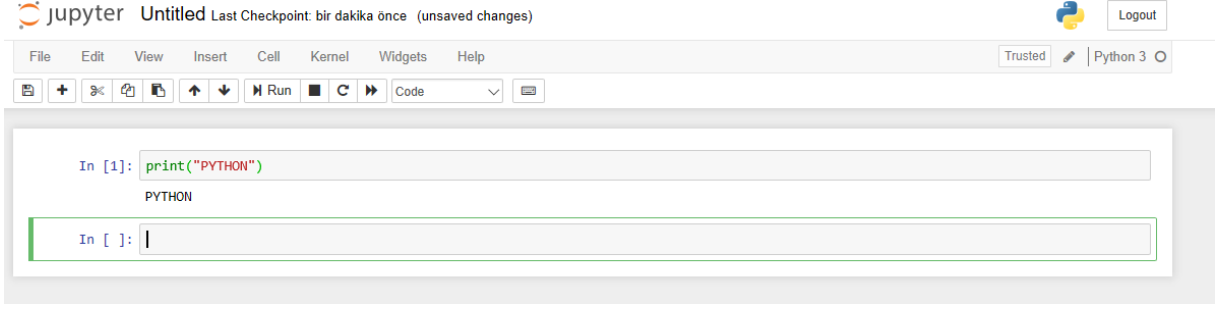 jupyter Untitled Last Checkpoint: bir dakika önce (unsaved changes) Logout
File Edit View Insert Cell Kernel Widgets Help Trusted Python 3
Run Code
In [1]: print("PYTHON")
PYTHON
In [ ]: